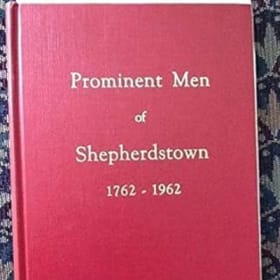 Prominent Men
of
Shepherdstown
1762 - 1962